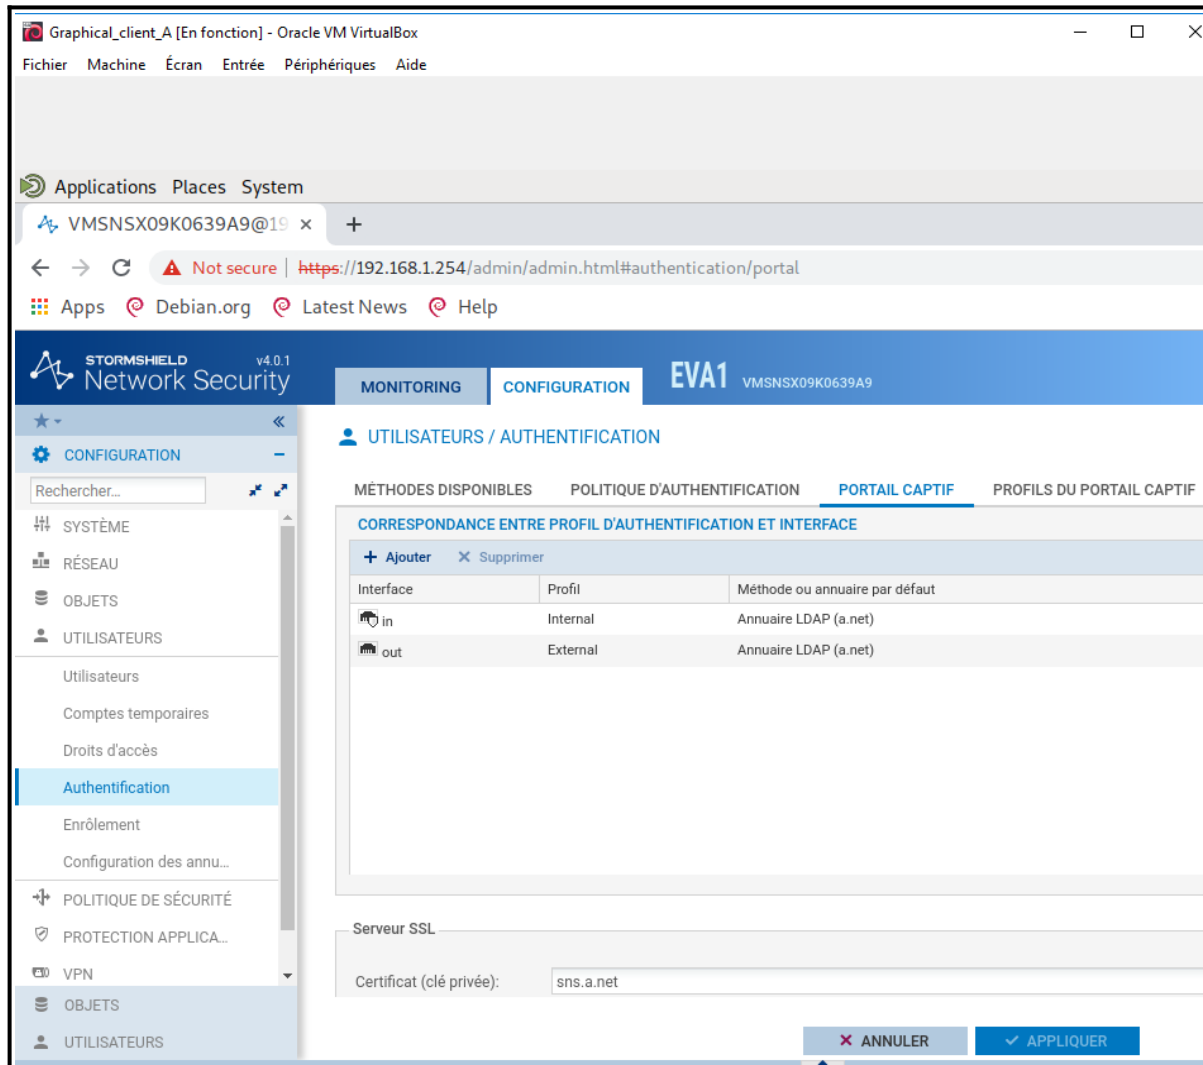 Graphical_client_A [En fonction] - Oracle VM VirtualBox
Fichier Machine Écran Entrée Périphériques Aide
Applications Places System
VMSNSX09K0639A9@19
Not secure https://192.168.1.254/admin/admin.html#authentication/portal
Apps Debian.org Latest News Help
STORMSHIELD v4.0.1
Network Security
MONITORING CONFIGURATION EVA1 VMSNSX09K0639A9
CONFIGURATION
Rechercher...
SYSTÈME
RÉSEAU
OBJETS
UTILISATEURS
Utilisateurs
Comptes temporaires
Droits d'accès
Authentification
Enrôlement
Configuration des annu...
POLITIQUE DE SÉCURITÉ
PROTECTION APPLICA...
VPN
OBJETS
UTILISATEURS
UTILISATEURS / AUTHENTIFICATION
MÉTHODES DISPONIBLES POLITIQUE D'AUTHENTIFICATION PORTAIL CAPTIF PROFILS DU PORTAIL CAPTIF
CORRESPONDANCE ENTRE PROFIL D'AUTHENTIFICATION ET INTERFACE
+ Ajouter Supprimer
Interface Profil Méthode ou annuaire par défaut
in Internal Annuaire LDAP (a.net)
out External Annuaire LDAP (a.net)
Serveur SSL
Certificat (clé privée): sns.a.net
ANNULER APPLIQUER